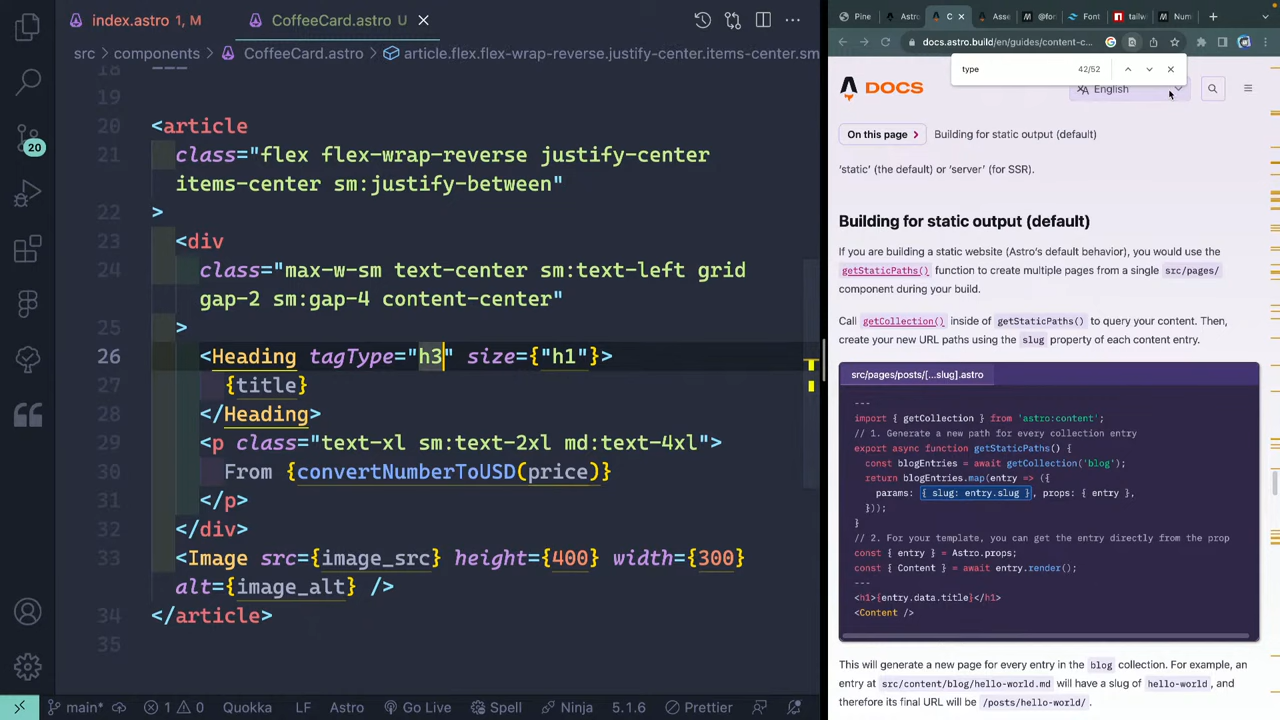 index.astro 1, M
CoffeeCard.astro U
src > components > CoffeeCard.astro > article.flex.flex-wrap-reverse.justify-center.items-center.sm
18 ---
19
20 <article
21 class="flex flex-wrap-reverse justify-center
items-center sm:justify-between"
22 >
23 <div
24 class="max-w-sm text-center sm:text-left grid
gap-2 sm:gap-4 content-center"
25 >
26 <Heading tagType="h3" size={"h1"}>
27 {title}
28 </Heading>
29 <p class="text-xl sm:text-2xl md:text-4xl">
30 From {convertNumberToUSD(price)}
31 </p>
32 </div>
33 <Image src={image_src} height={400} width={300}
alt={image_alt} />
34 </article>
35
20
main* 1 0 Quokka LF Astro Go Live Spell Ninja 5.1.6 Prettier
Pine Astro C Asse @fon Font tailw Num
docs.astro.build/en/guides/content-c...
type 42/52
DOCS
English
On this page > Building for static output (default)
'static' (the default) or 'server' (for SSR).
Building for static output (default)
If you are building a static website (Astro's default behavior), you would use the
getStaticPaths() function to create multiple pages from a single src/pages/
component during your build.
Call getCollection() inside of getStaticPaths() to query your content. Then,
create your new URL paths using the slug property of each content entry.
src/pages/posts/[...slug].astro
---
import { getCollection } from 'astro:content';
// 1. Generate a new path for every collection entry
export async function getStaticPaths() {
const blogEntries = await getCollection('blog');
return blogEntries.map(entry => ({
params: { slug: entry.slug }, props: { entry },
}));
}
// 2. For your template, you can get the entry directly from the prop
const { entry } = Astro.props;
const { Content } = await entry.render();
---
<h1>{entry.data.title}</h1>
<Content />
This will generate a new page for every entry in the blog collection. For example, an
entry at src/content/blog/hello-world.md will have a slug of hello-world, and
therefore its final URL will be /posts/hello-world/.